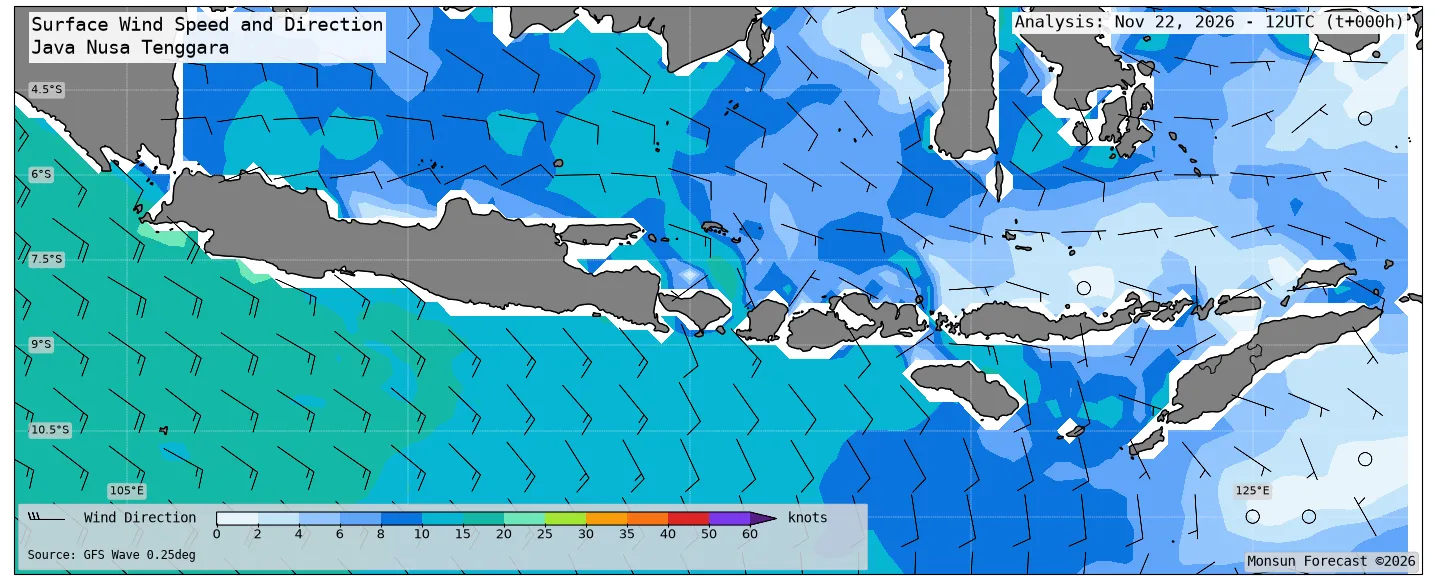 Surface Wind Speed and Direction
Java Nusa Tenggara
Analysis: Nov 22, 2026 - 12UTC (t+000h)
4.5°S
6°S
7.5°S
9°S
10.5°S
105°E
125°E
Wind Direction
0 2 4 6 8 10 12 15 20 25 30 35 40 50 60
knots
Source: GFS Wave 0.25deg
Monsun Forecast ©2026